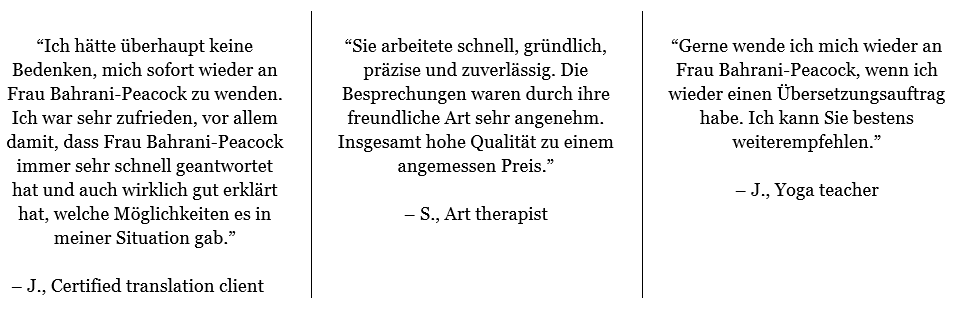 “Ich hätte überhaupt keine
Bedenken, mich sofort wieder an
Frau Bahrani-Peacock zu wenden.
Ich war sehr zufrieden, vor allem
damit, dass Frau Bahrani-Peacock
immer sehr schnell geantwortet
hat und auch wirklich gut erklärt
hat, welche Möglichkeiten es in
meiner Situation gab.”
– J., Certified translation client
“Sie arbeitete schnell, gründlich,
präzise und zuverlässig. Die
Besprechungen waren durch ihre
freundliche Art sehr angenehm.
Insgesamt hohe Qualität zu einem
angemessen Preis.”
– S., Art therapist
“Gerne wende ich mich wieder an
Frau Bahrani-Peacock, wenn ich
wieder einen Übersetzungsauftrag
habe. Ich kann Sie bestens
weiterempfehlen.”
– J., Yoga teacher